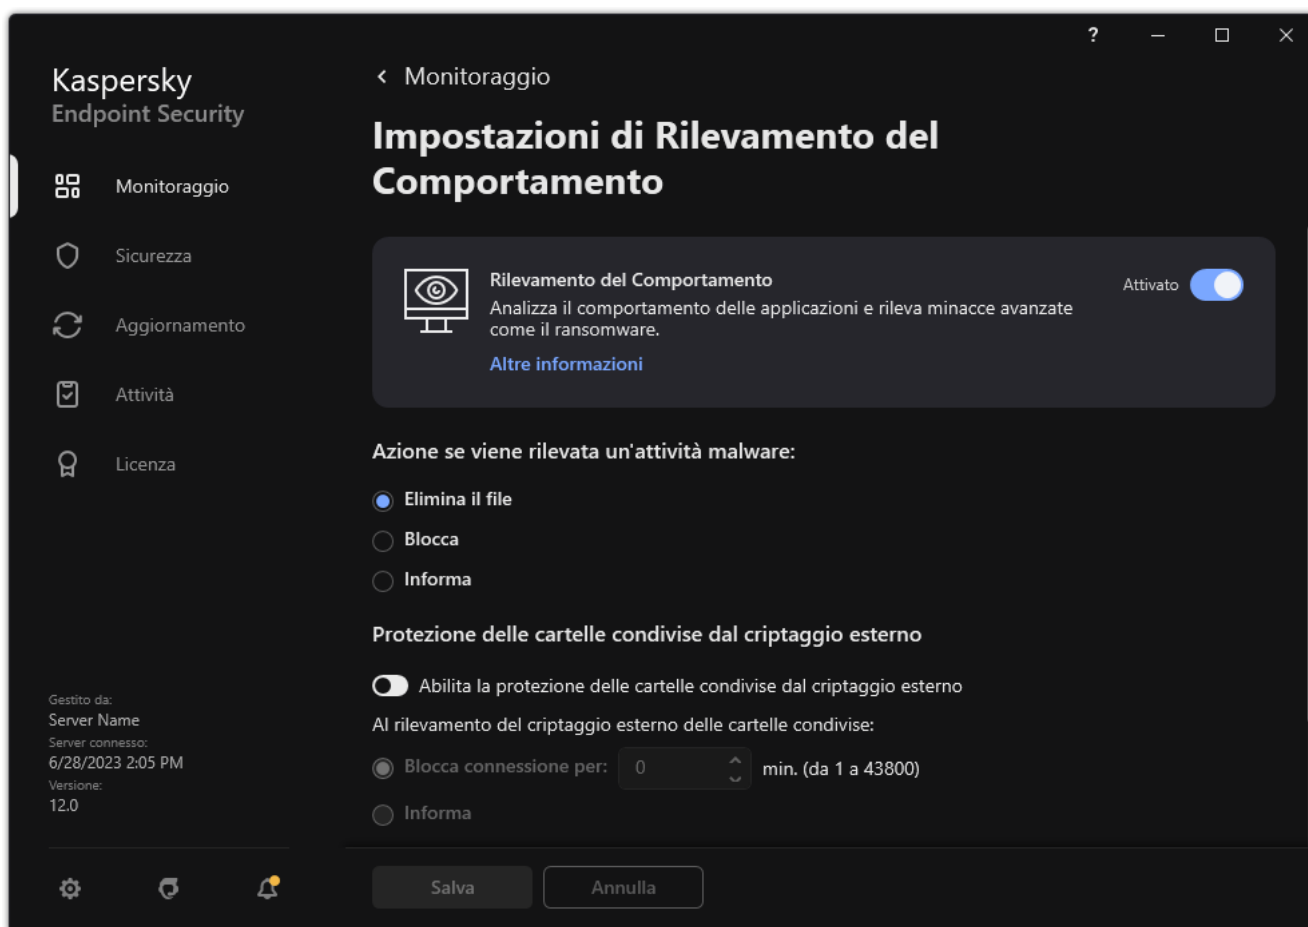 ?
Kaspersky
Endpoint Security
Monitoraggio
Sicurezza
Aggiornamento
Attività
Licenza
Gestito da:
Server Name
Server connesso:
6/28/2023 2:05 PM
Versione:
12.0
Monitoraggio
Impostazioni di Rilevamento del
Comportamento
Rilevamento del Comportamento
Analizza il comportamento delle applicazioni e rileva minacce avanzate
come il ransomware.
Altre informazioni
Attivato
Azione se viene rilevata un'attività malware:
Elimina il file
Blocca
Informa
Protezione delle cartelle condivise dal criptaggio esterno
Abilita la protezione delle cartelle condivise dal criptaggio esterno
Al rilevamento del criptaggio esterno delle cartelle condivise:
Blocca connessione per: 0 min. (da 1 a 43800)
Informa
Salva Annulla